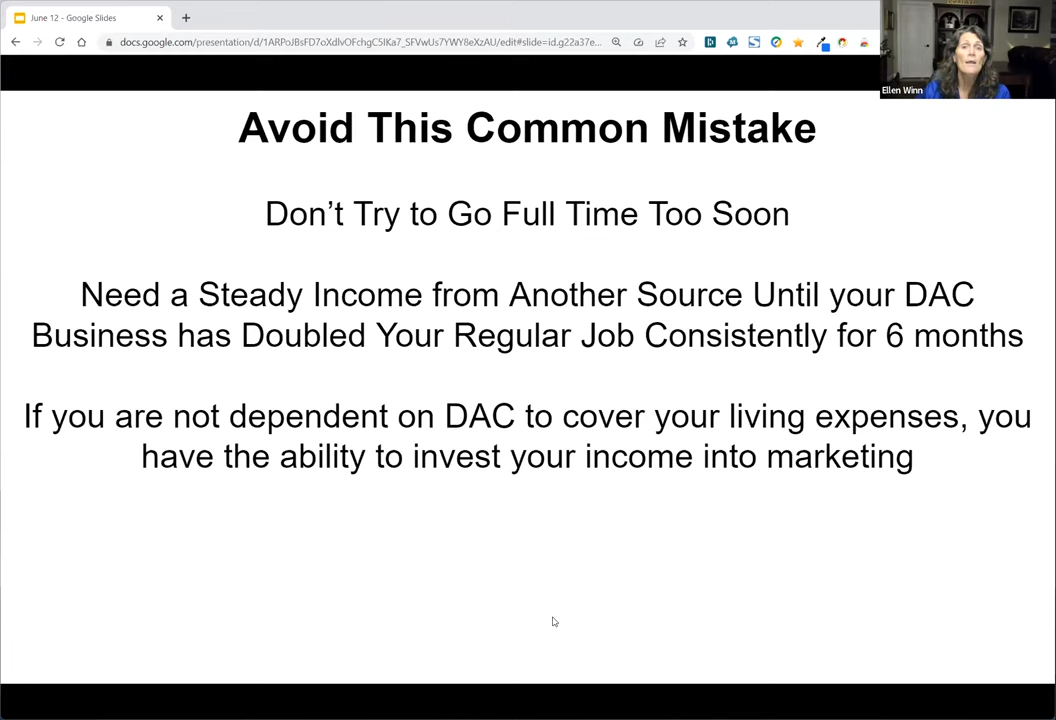 June 12 - Google Slides
docs.google.com/presentation/d/1ARPoJBsFD7oXdlvOFchgC5IKa7_SFVwUs7YWY8eXzAU/edit#slide=id.g22a37e...
Ellen Winn
Avoid This Common Mistake
Don’t Try to Go Full Time Too Soon
Need a Steady Income from Another Source Until your DAC
Business has Doubled Your Regular Job Consistently for 6 months
If you are not dependent on DAC to cover your living expenses, you
have the ability to invest your income into marketing